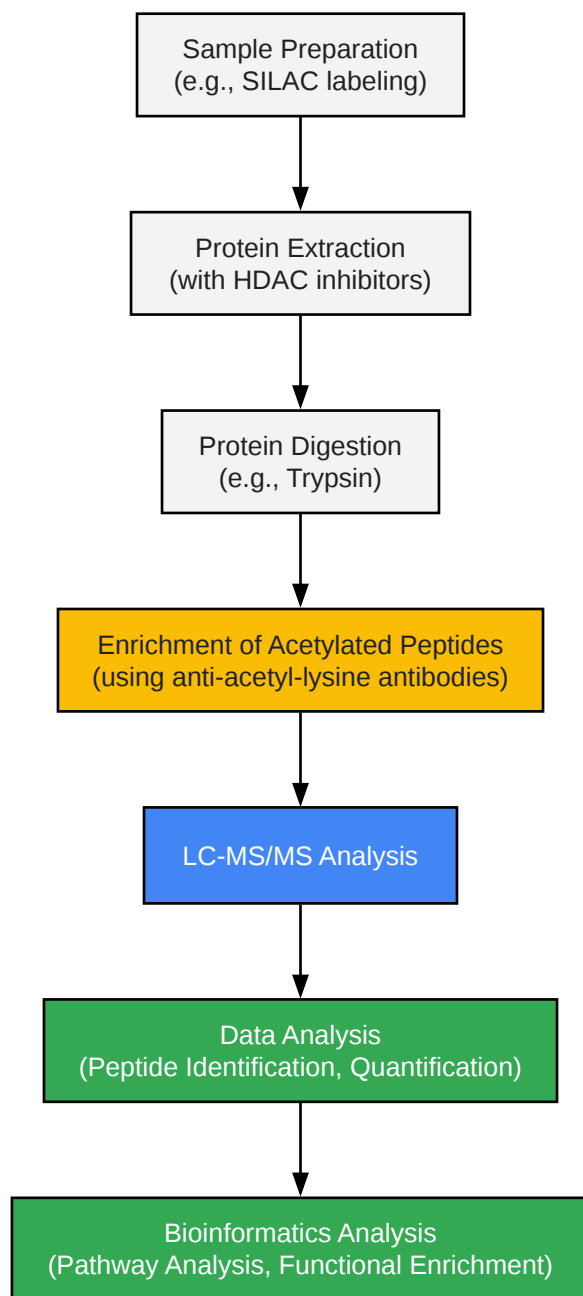 Sample Preparation
(e.g., SILAC labeling)
Protein Extraction
(with HDAC inhibitors)
Protein Digestion
(e.g., Trypsin)
Enrichment of Acetylated Peptides
(using anti-acetyl-lysine antibodies)
LC-MS/MS Analysis
Data Analysis
(Peptide Identification, Quantification)
Bioinformatics Analysis
(Pathway Analysis, Functional Enrichment)